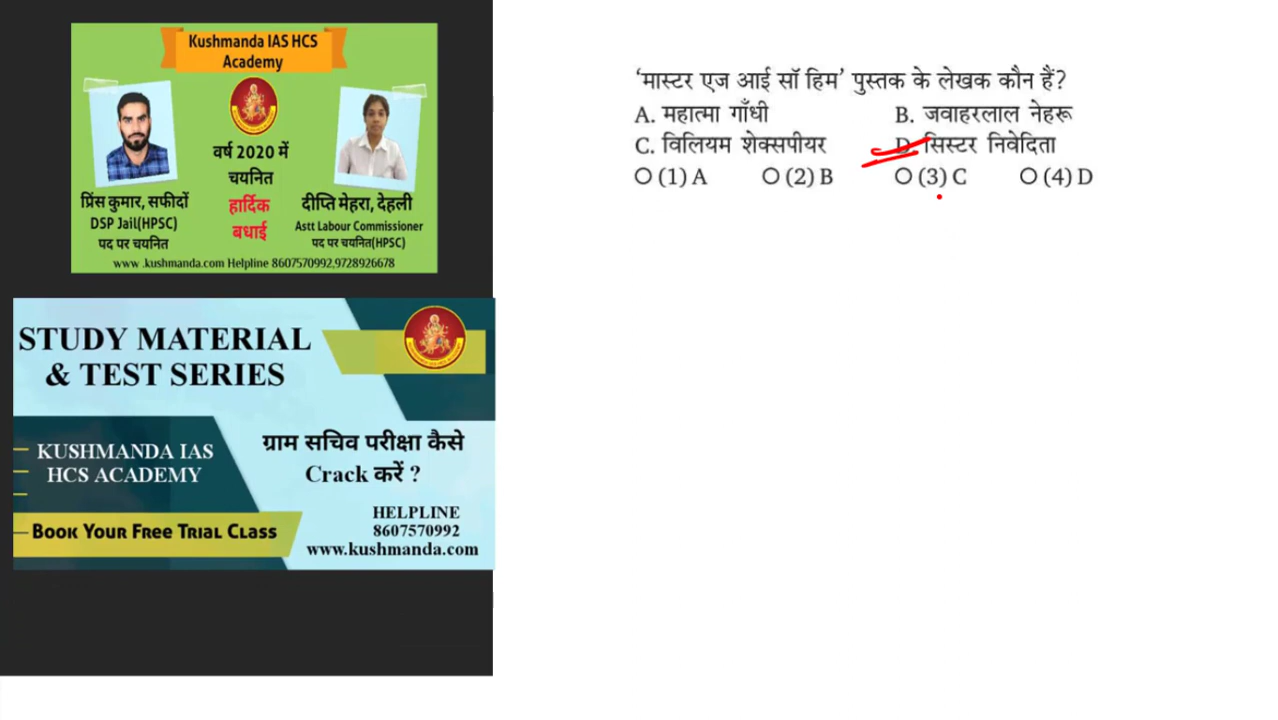 Kushmanda IAS HCS
Academy
वर्ष 2020 में
चयनित
हार्दिक
बधाई
प्रिंस कुमार, सफीदों
DSP Jail(HPSC)
पद पर चयनित
दीप्ति मेहरा, देहली
Astt Labour Commissioner
पद पर चयनित(HPSC)
www .kushmanda.com Helpline 8607570992,9728926678
STUDY MATERIAL
& TEST SERIES
KUSHMANDA IAS
HCS ACADEMY
ग्राम सचिव परीक्षा कैसे
Crack करें ?
Book Your Free Trial Class
HELPLINE
8607570992
www.kushmanda.com
‘मास्टर एज आई सॉ हिम’ पुस्तक के लेखक कौन हैं?
A. महात्मा गाँधी B. जवाहरलाल नेहरू
C. विलियम शेक्सपीयर D. सिस्टर निवेदिता
(1) A (2) B (3) C (4) D